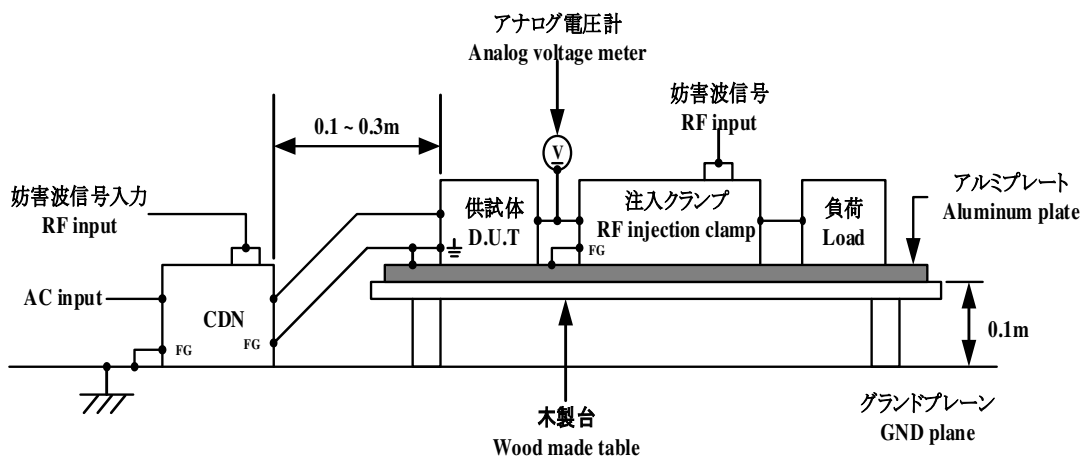 アナログ電圧計
Analog voltage meter
妨害波信号
RF input
0.1 ~ 0.3m
V
妨害波信号入力
RF input
供試体
D.U.T
注入クランプ
RF injection clamp
FG
負荷
Load
アルミプレート
Aluminum plate
AC input
CDN
FG
FG
0.1m
木製台
Wood made table
グランドプレーン
GND plane